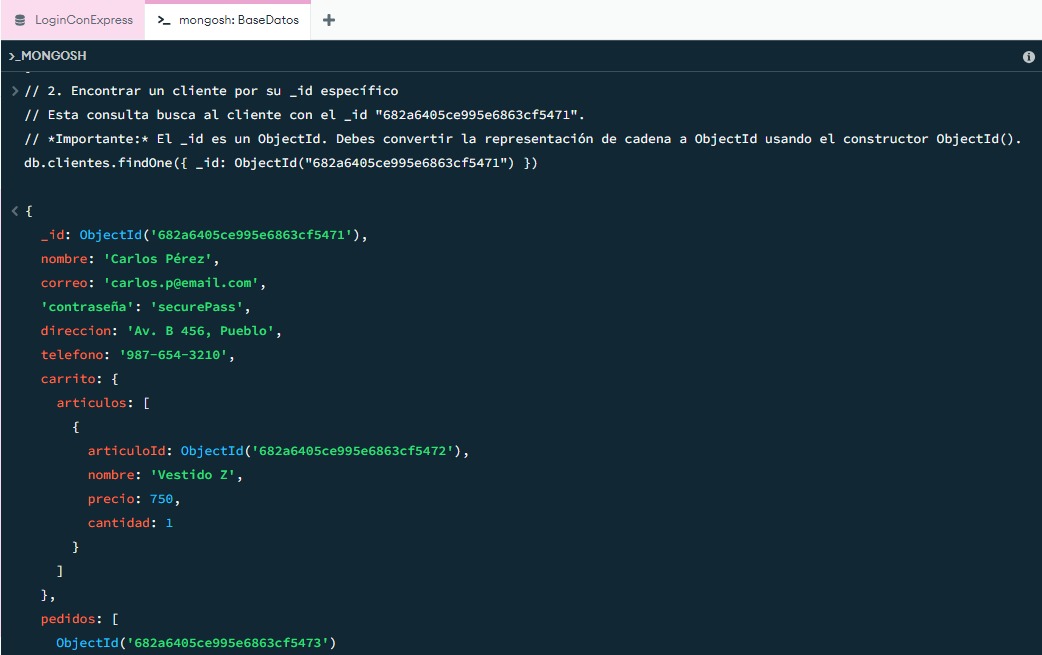 LoginConExpress
>_ mongosh: BaseDatos
>_MONGOSH
// 2. Encontrar un cliente por su _id específico
// Esta consulta busca al cliente con el _id "682a6405ce995e6863cf5471".
// *Importante:* El _id es un ObjectId. Debes convertir la representación de cadena a ObjectId usando el constructor ObjectId().
db.clientes.findOne({ _id: ObjectId("682a6405ce995e6863cf5471") })
{
_id: ObjectId('682a6405ce995e6863cf5471'),
nombre: 'Carlos Pérez',
correo: 'carlos.p@email.com',
'contraseña': 'securePass',
direccion: 'Av. B 456, Pueblo',
telefono: '987-654-3210',
carrito: {
articulos: [
{
articuloId: ObjectId('682a6405ce995e6863cf5472'),
nombre: 'Vestido Z',
precio: 750,
cantidad: 1
}
]
},
pedidos: [
ObjectId('682a6405ce995e6863cf5473')